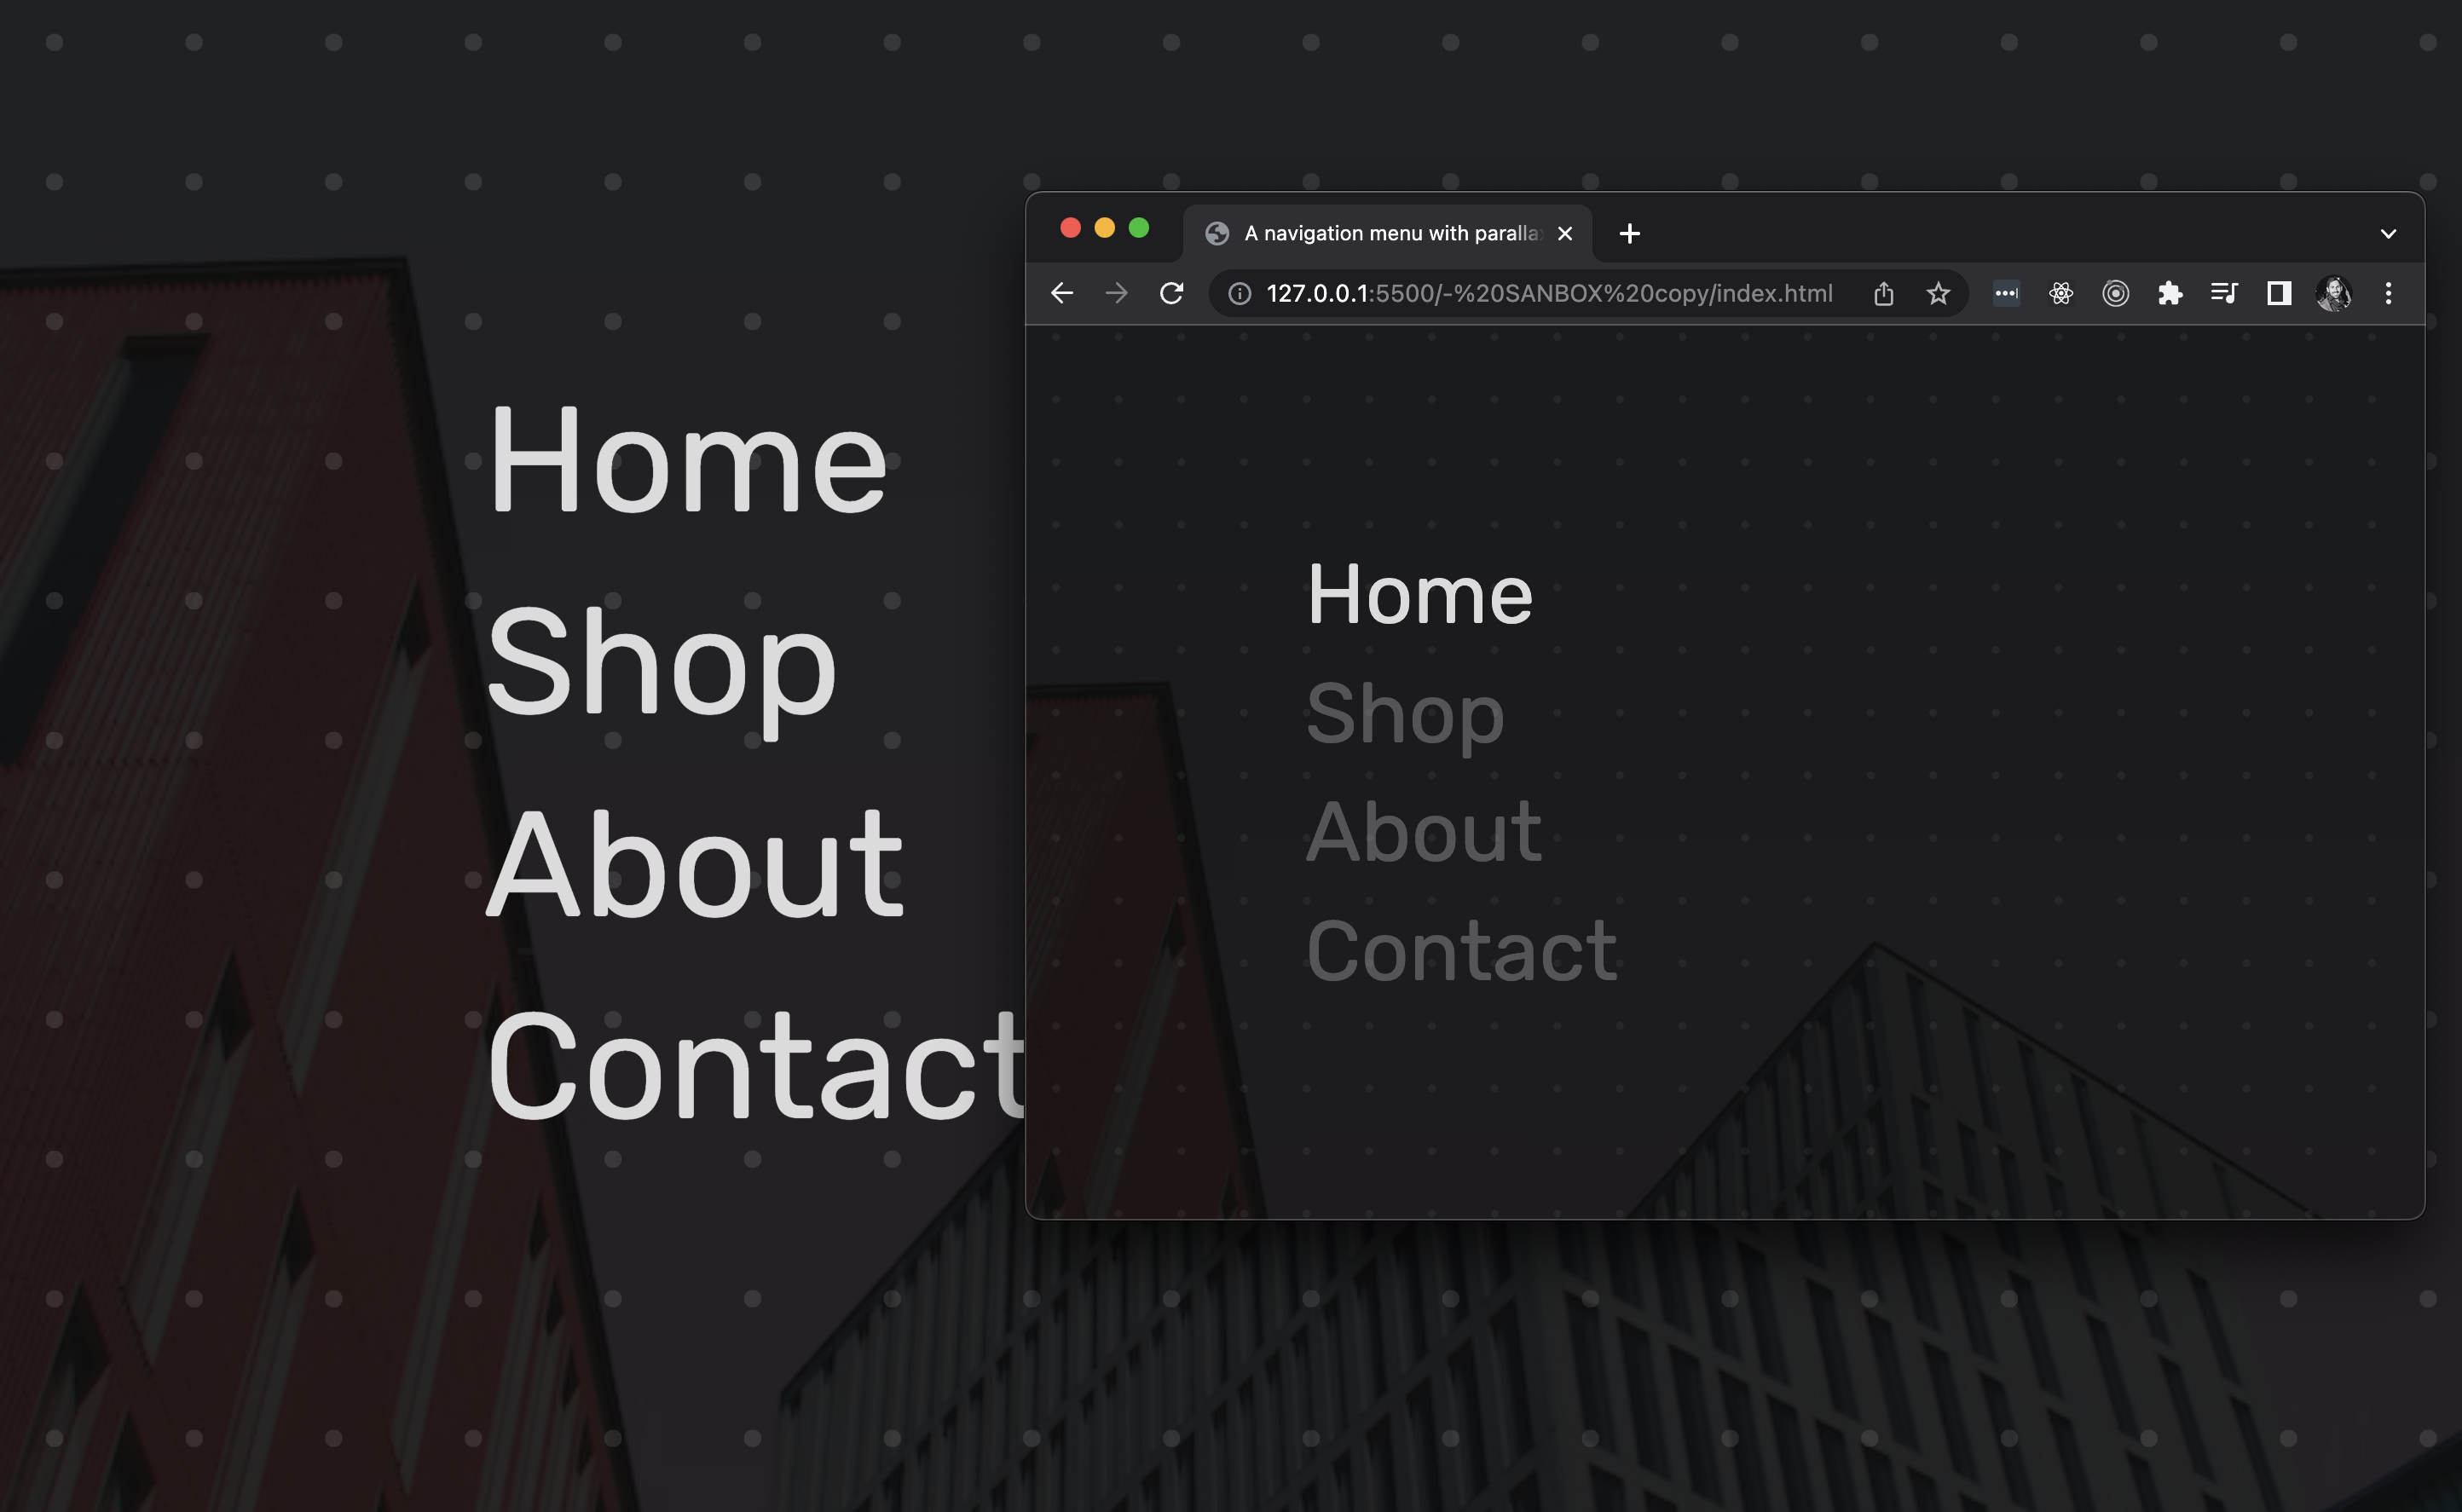 Home
Shop
About
Contact
A navigation menu with paralla
127.0.0.1:5500/-%20SANBOX%20copy/index.html
Home
Shop
About
Contact